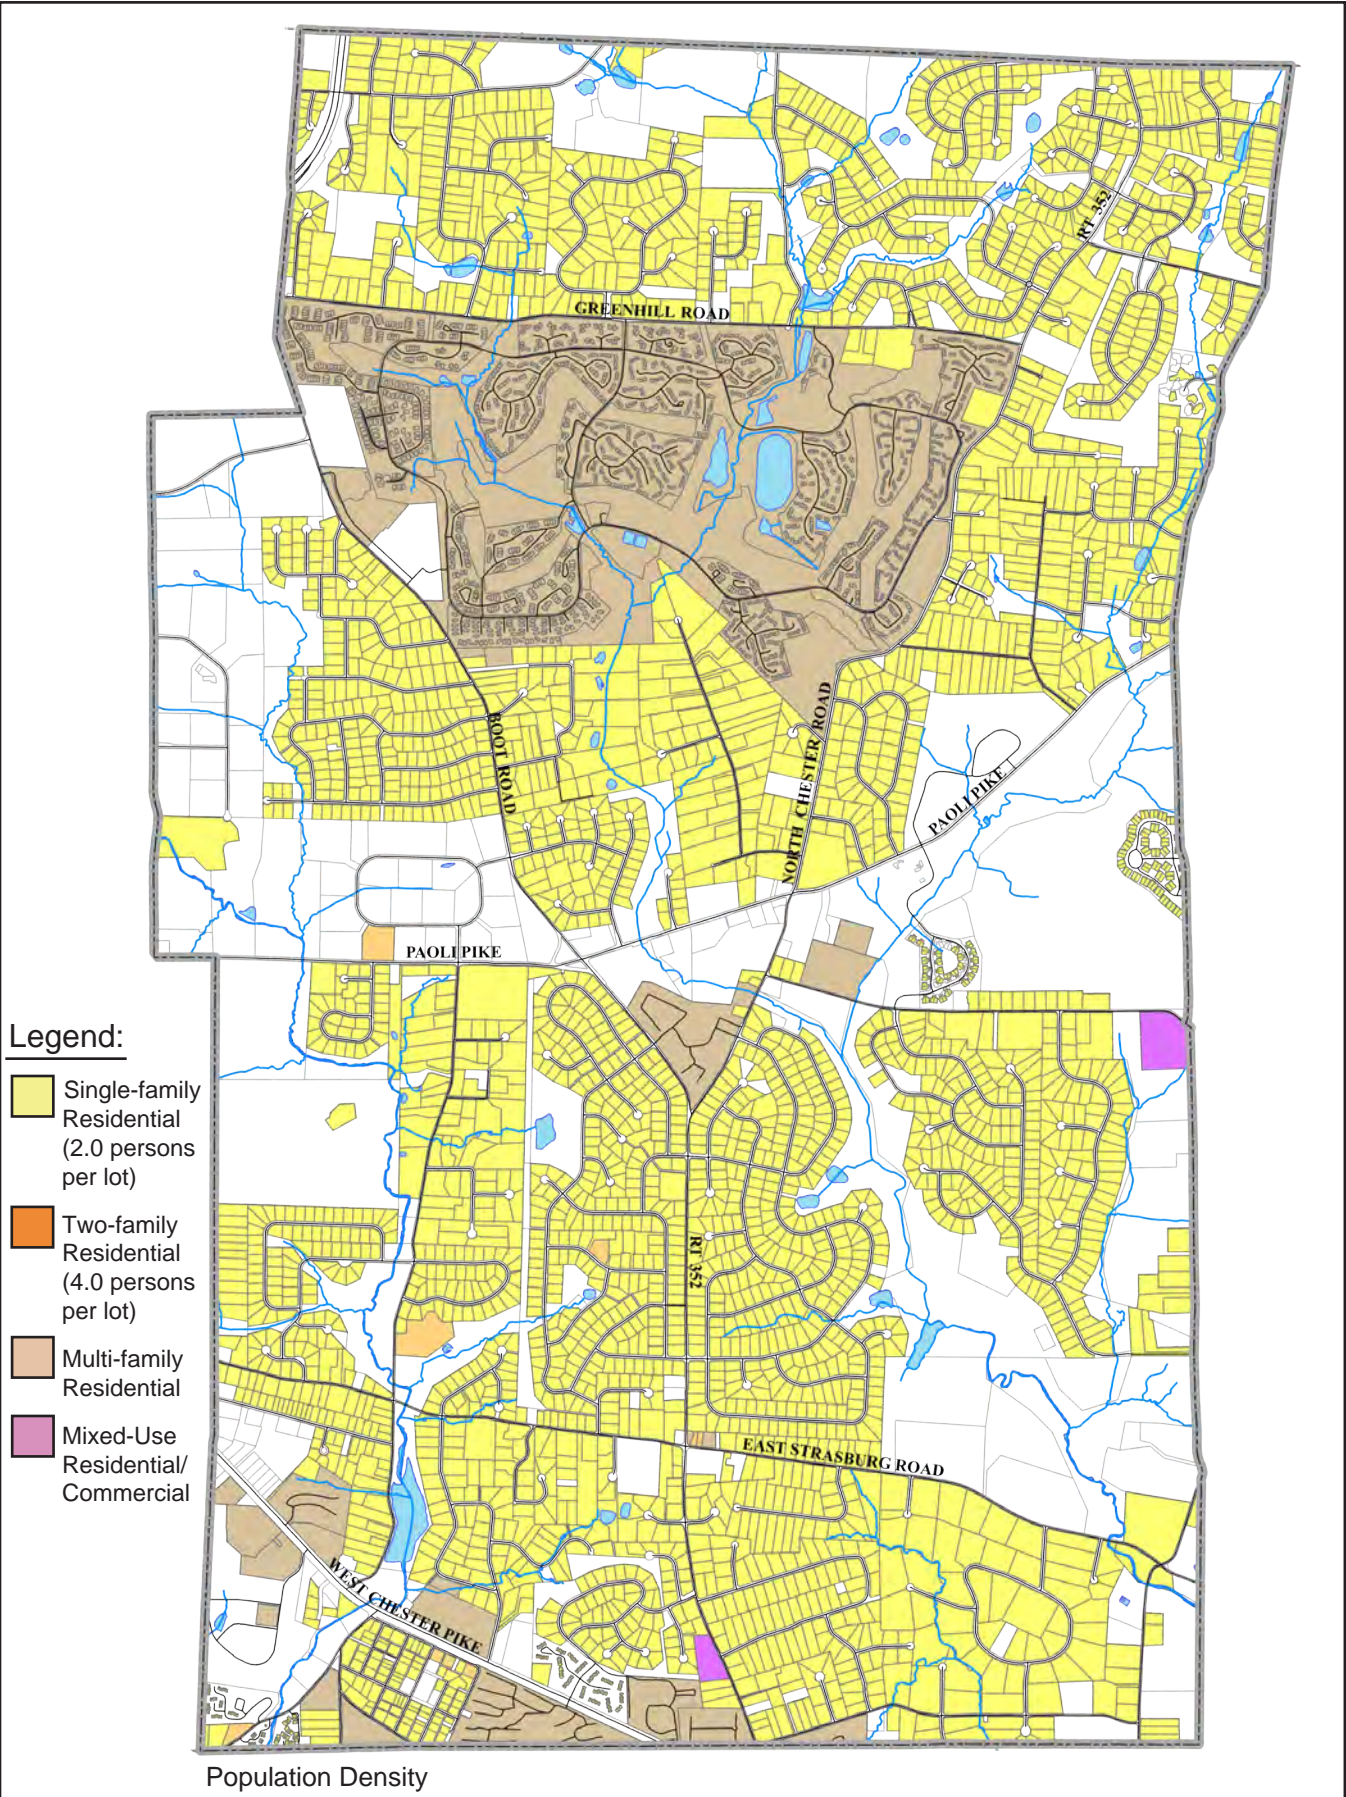 RT 352
GREENHILL ROAD
BOOT ROAD
NORTH CHESTER ROAD
PAOLI PIKE
PAOLI PIKE
Legend:
Single-family
Residential
(2.0 persons
per lot)
Two-family
Residential
(4.0 persons
per lot)
Multi-family
Residential
Mixed-Use
Residential/
Commercial
RT 352
EAST STRASBURG ROAD
WEST CHESTER PIKE
Population Density